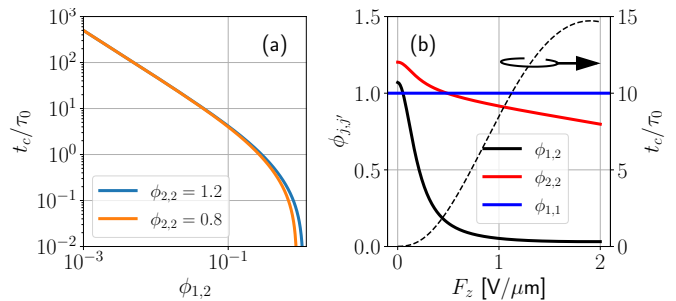 (a)
t_c/τ_0
10^3
10^2
10^1
10^0
10^{-1}
10^{-2}
ϕ_{2,2} = 1.2
ϕ_{2,2} = 0.8
10^{-3} 10^{-1}
ϕ_{1,2}
(b)
ϕ_{j,j′}
1.5
1.0
0.5
0.0
ϕ_{1,2}
ϕ_{2,2}
ϕ_{1,1}
15
10
5
0
t_c/τ_0
0 1 2
F_z [V/μm]